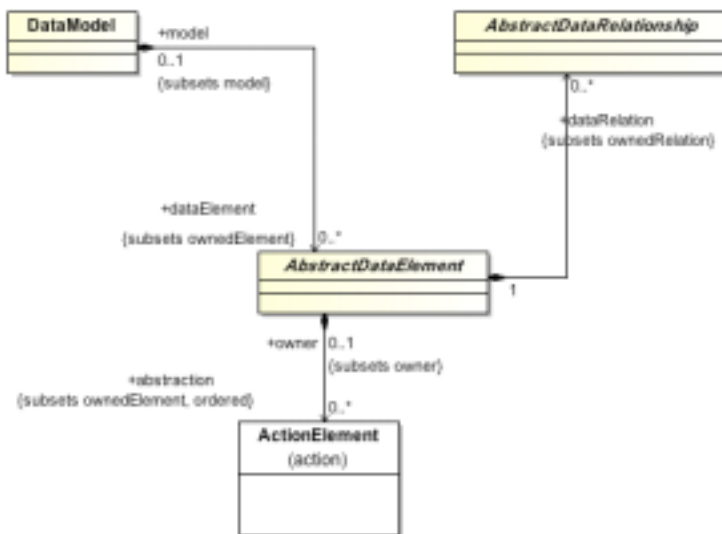 DataModel
AbstractDataRelationship
+model
0..1
{subsets model}
0..*
+dataRelation
{subsets ownedRelation}
+dataElement
{subsets ownedElement}
0..*
AbstractDataElement
1
+owner
0..1
{subsets owner}
+abstraction
{subsets ownedElement, ordered}
0..*
ActionElement
(action)